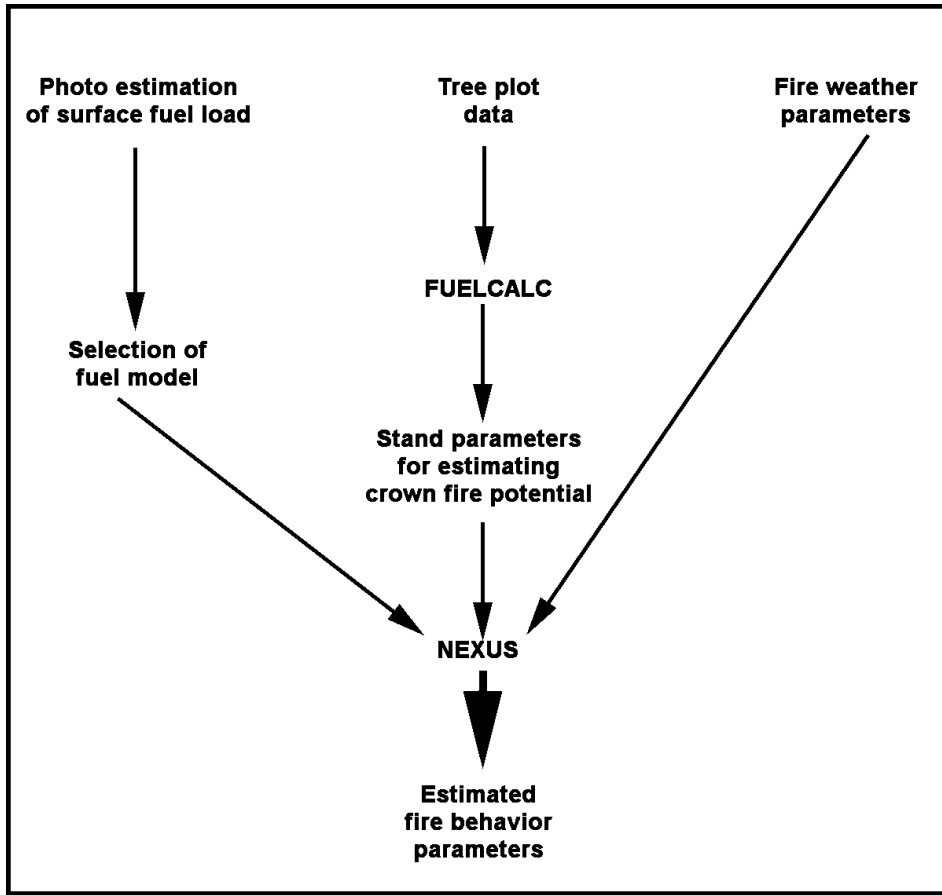 Photo estimation
of surface fuel load
Tree plot
data
Fire weather
parameters
FUELCALC
Selection of
fuel model
Stand parameters
for estimating
crown fire potential
NEXUS
Estimated
fire behavior
parameters